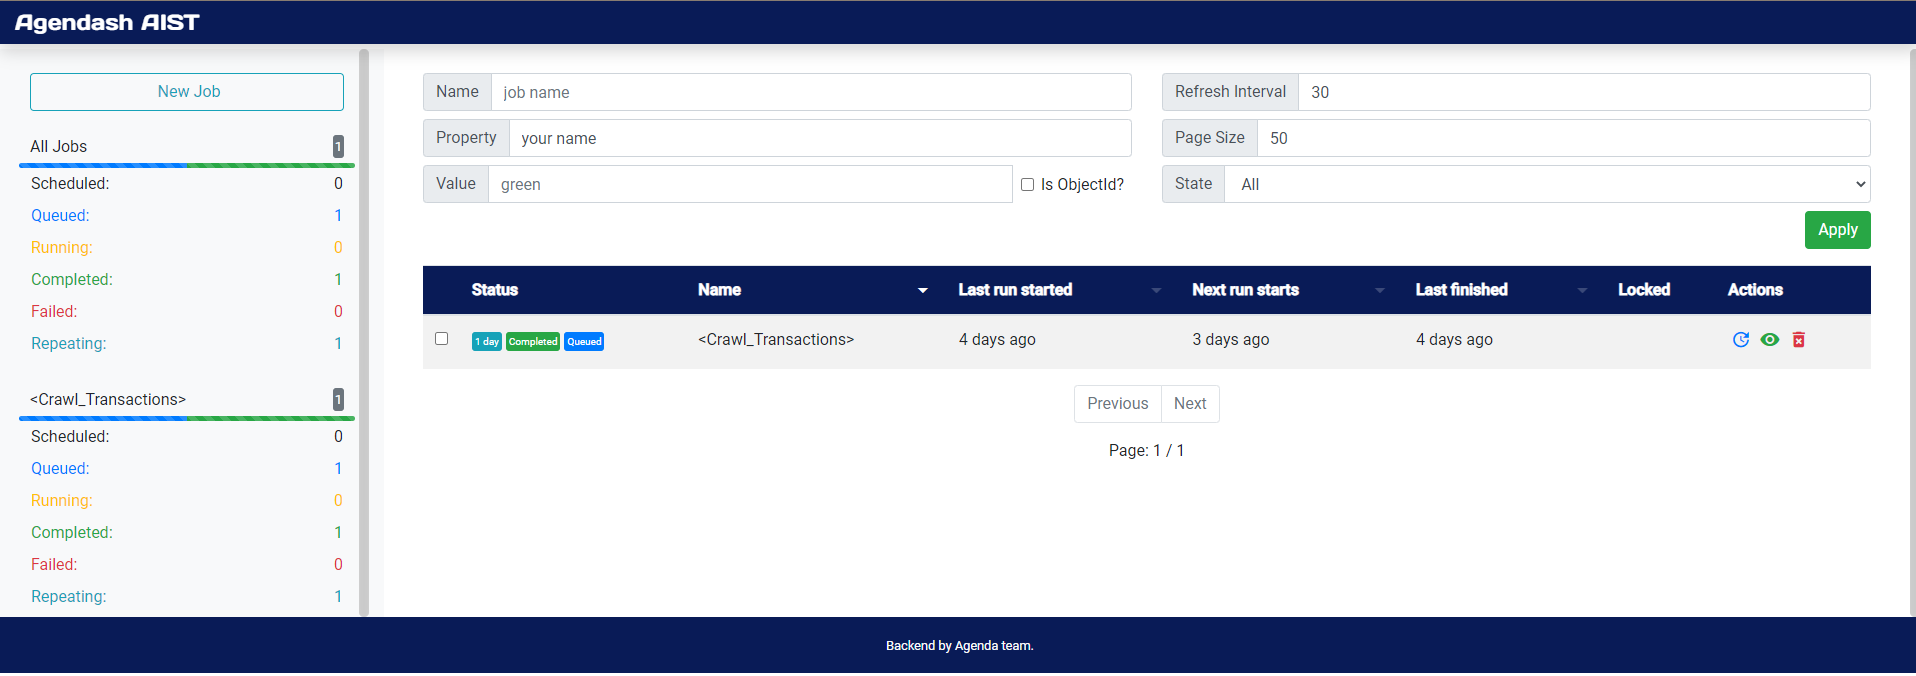 Agendash AIST
New Job
All Jobs 1
Scheduled: 0
Queued: 1
Running: 0
Completed: 1
Failed: 0
Repeating: 1
<Crawl_Transactions> 1
Scheduled: 0
Queued: 1
Running: 0
Completed: 1
Failed: 0
Repeating: 1
Name job name
Refresh Interval 30
Property your name
Page Size 50
Value green
Is ObjectId?
State All
Apply
Status Name Last run started Next run starts Last finished Locked Actions
1 day Completed Queued <Crawl_Transactions> 4 days ago 3 days ago 4 days ago
Previous Next
Page: 1 / 1
Backend by Agenda team.